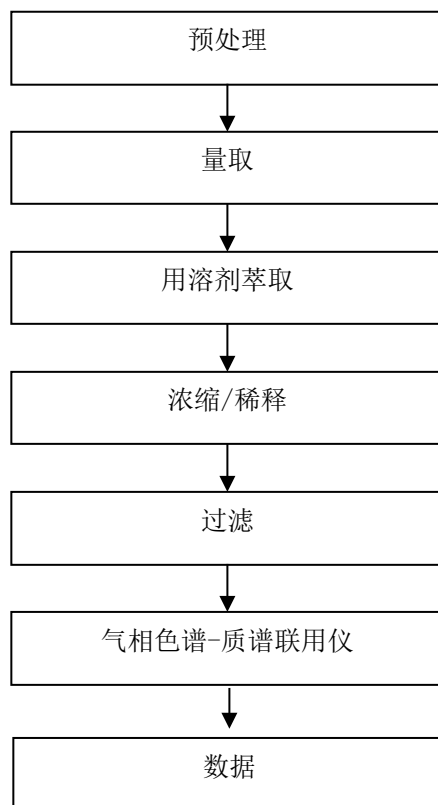 预处理
量取
用溶剂萃取
浓缩/稀释
过滤
气相色谱-质谱联用仪
数据